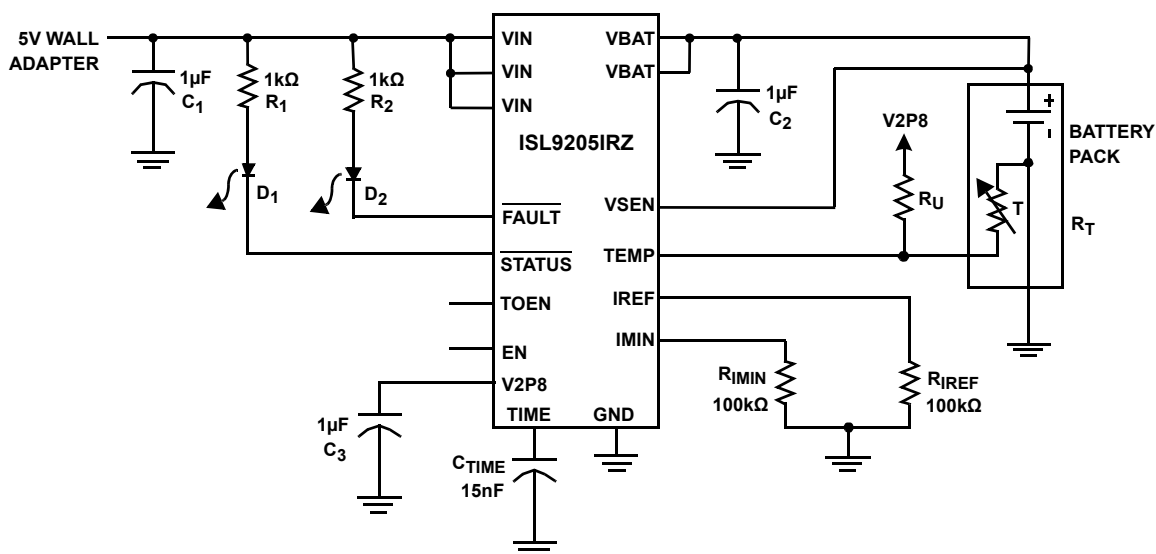 5V WALL
ADAPTER
1µF
C1
1kΩ
R1
1kΩ
R2
D1
D2
VIN
VIN
VIN
FAULT
STATUS
TOEN
EN
V2P8
TIME
GND
ISL9205IRZ
VBAT
VBAT
VSEN
TEMP
IREF
IMIN
1µF
C2
V2P8
RU
+
-
BATTERY
PACK
T
RT
RIMIN
100kΩ
RIREF
100kΩ
1µF
C3
CTIME
15nF